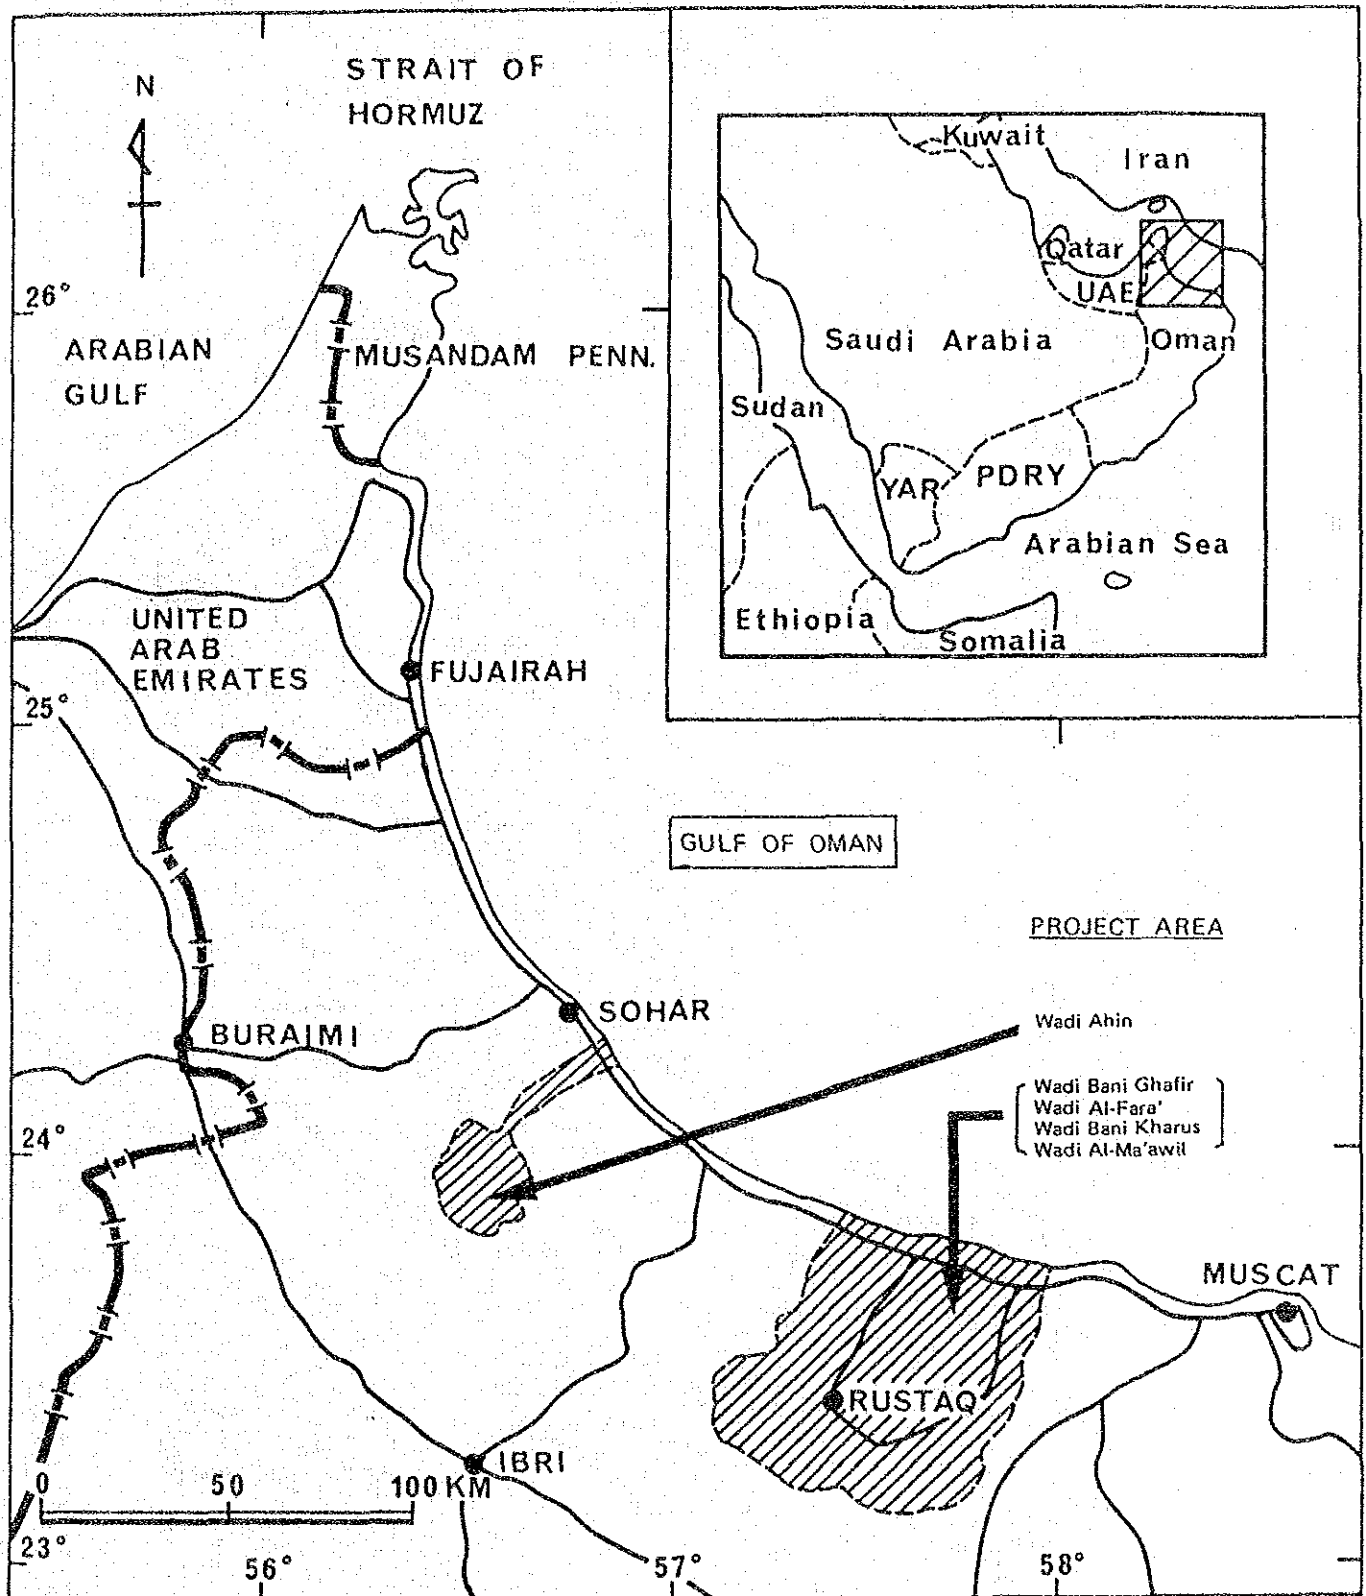 N
STRAIT OF
HORMUZ
26°
ARABIAN
GULF
MUSANDAM PENN.
UNITED
ARAB
EMIRATES
FUJAIRAH
25°
Kuwait
Iran
Qatar
UAE
Saudi Arabia
Oman
Sudan
YAR
PDRY
Arabian Sea
Ethiopia
Somalia
GULF OF OMAN
PROJECT AREA
SOHAR
Wadi Ahin
BURAIMI
Wadi Bani Ghafir
Wadi Al-Fara'
Wadi Bani Kharus
Wadi Al-Ma'awil
24°
MUSCAT
RUSTAQ
IBRI
0 50 100 KM
23°
56° 57° 58°